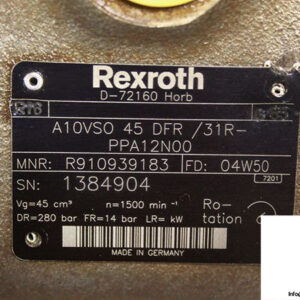 Rexroth
D-72160 Horb
A10VSO 45 DFR /31R-
PPA12N00
MNR: R910939183 FD: 04W50
7201
SN: 1384904
Vg=45 cm³ n=1500 min⁻¹ Ro-
DR=280 bar FR=14 bar LR= kW tation
MADE IN GERMANY